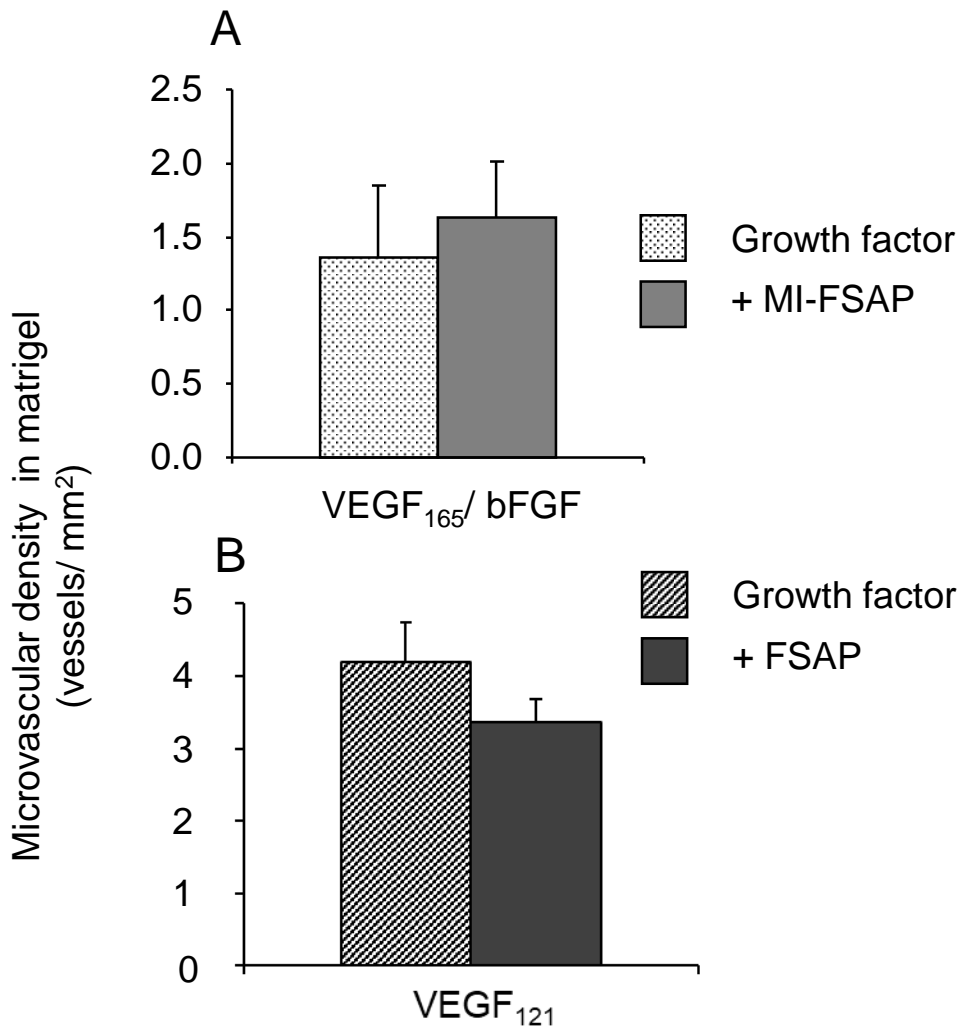 A
2.5
2.0
1.5
1.0
0.5
0.0
VEGF165/ bFGF
Growth factor
+ MI-FSAP
Microvascular density in matrigel
(vessels/ mm2)
B
5
4
3
2
1
0
VEGF121
Growth factor
+ FSAP